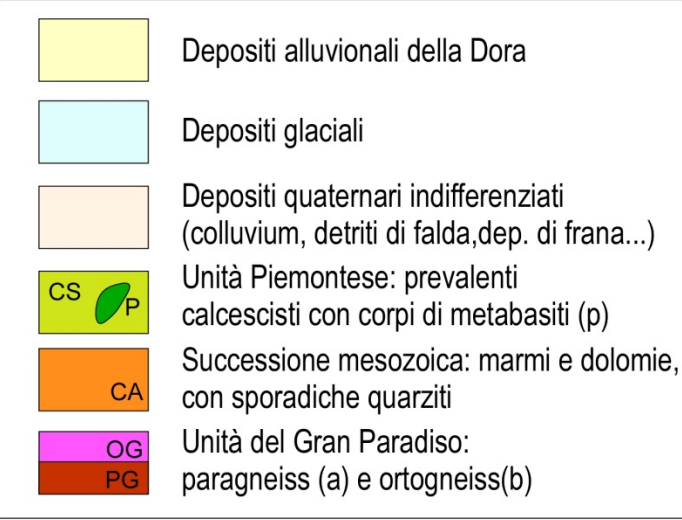 Depositi alluvionali della Dora
Depositi glaciali
Depositi quaternari indifferenziati
(colluvium, detriti di falda,dep. di frana...)
CS P
Unità Piemontese: prevalenti
calcescisti con corpi di metabasiti (p)
CA
Successione mesozoica: marmi e dolomie,
con sporadiche quarziti
OG
PG
Unità del Gran Paradiso:
paragneiss (a) e ortogneiss(b)